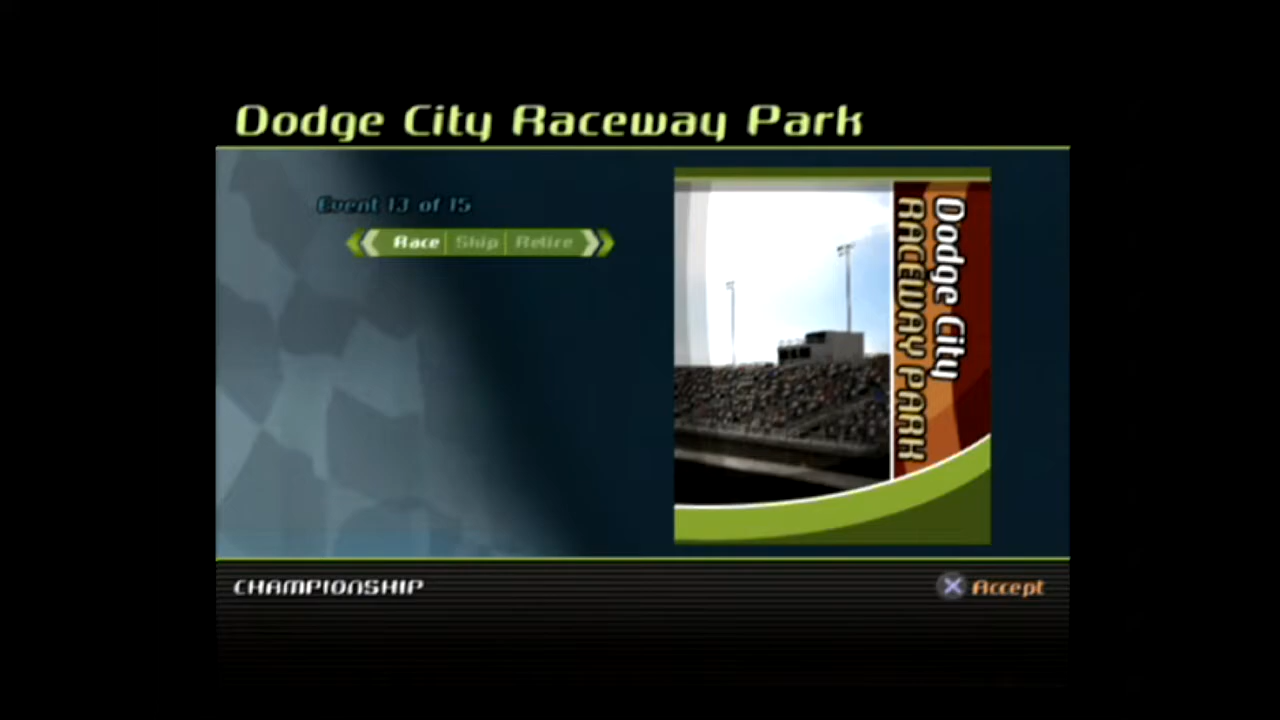 Dodge City Raceway Park
Event 13 of 15
Race Skip Retire
Dodge City
RACEWAY PARK
CHAMPIONSHIP
Accept